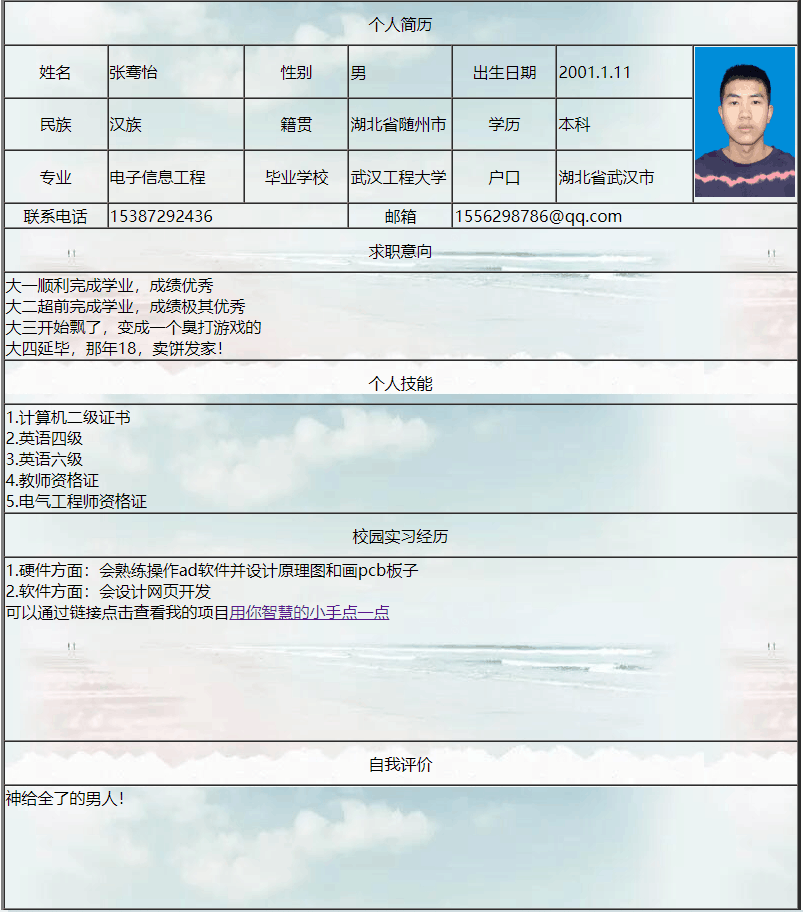 个人简历
姓名 张骞怡 性别 男 出生日期 2001.1.11
民族 汉族 籍贯 湖北省随州市 学历 本科
专业 电子信息工程 毕业学校 武汉工程大学 户口 湖北省武汉市
联系电话 15387292436 邮箱 1556298786@qq.com
求职意向
大一顺利完成学业，成绩优秀
大二超前完成学业，成绩极其优秀
大三开始飘了，变成一个臭打游戏的
大四延毕，那年18，卖饼发家！
个人技能
1.计算机二级证书
2.英语四级
3.英语六级
4.教师资格证
5.电气工程师资格证
校园实习经历
1.硬件方面：会熟练操作ad软件并设计原理图和画pcb板子
2.软件方面：会设计网页开发
可以通过链接点击查看我的项目用你智慧的小手点一点
自我评价
神给全了的男人！